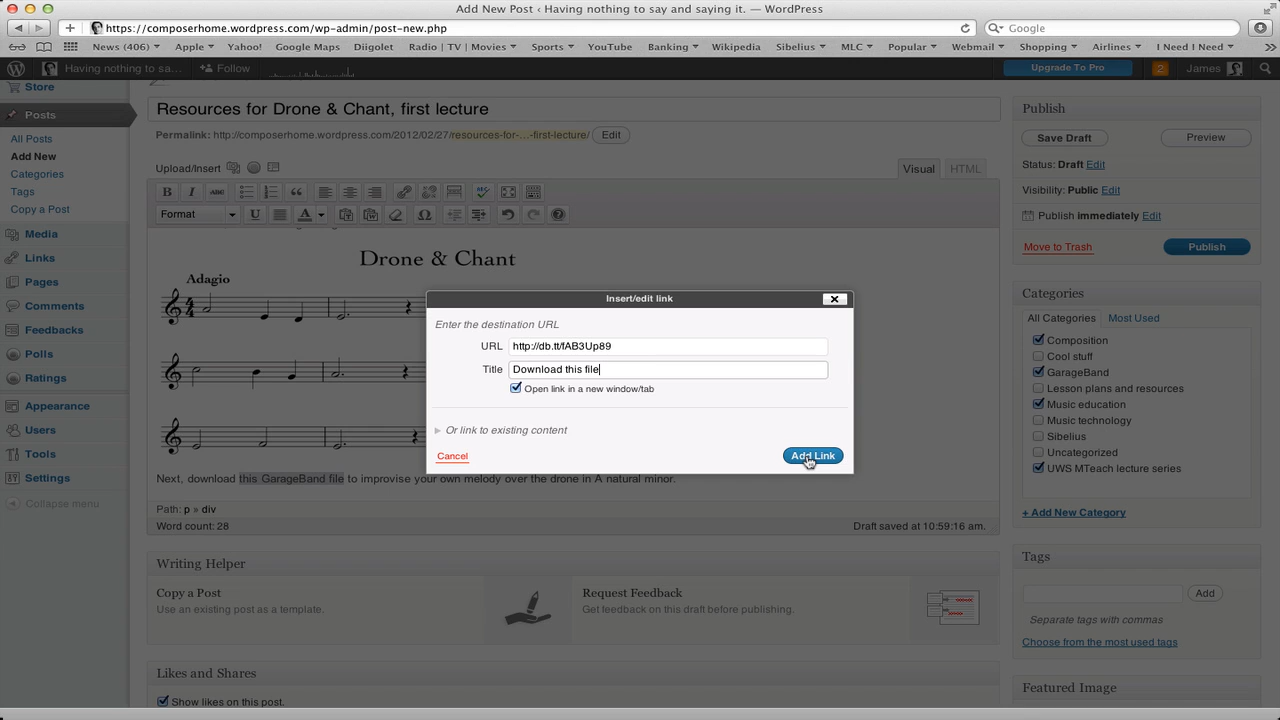 Add New Post ‹ Having nothing to say and saying it. — WordPress
https://composerhome.wordpress.com/wp-admin/post-new.php
Google
News (406) Apple Yahoo! Google Maps Diigolet Radio | TV | Movies Sports YouTube Banking Wikipedia Sibelius MLC Popular Webmail Shopping Airlines I Need I Need
Having nothing to sa… Follow Upgrade To Pro 2 James
Store
Posts
All Posts
Add New
Categories
Tags
Copy a Post
Media
Links
Pages
Comments
Feedbacks
Polls
Ratings
Appearance
Users
Tools
Settings
Collapse menu
Resources for Drone & Chant, first lecture
Permalink: http://composerhome.wordpress.com/2012/02/27/resources-for-…-first-lecture/ Edit
Upload/Insert Visual HTML
B I ABC ABC
Format U A Ω
Drone & Chant
Adagio
Next, download this GarageBand file to improvise your own melody over the drone in A natural minor.
Path: p » div
Word count: 28 Draft saved at 10:59:16 am.
Insert/edit link
Enter the destination URL
URL http://db.tt/fAB3Up89
Title Download this file
Open link in a new window/tab
Or link to existing content
Cancel Add Link
Writing Helper
Copy a Post
Use an existing post as a template.
Request Feedback
Get feedback on this draft before publishing.
Likes and Shares
Show likes on this post.
Publish
Save Draft Preview
Status: Draft Edit
Visibility: Public Edit
Publish immediately Edit
Move to Trash Publish
Categories
All Categories Most Used
Composition
Cool stuff
GarageBand
Lesson plans and resources
Music education
Music technology
Sibelius
Uncategorized
UWS MTeach lecture series
+ Add New Category
Tags
Add
Separate tags with commas
Choose from the most used tags
Featured Image